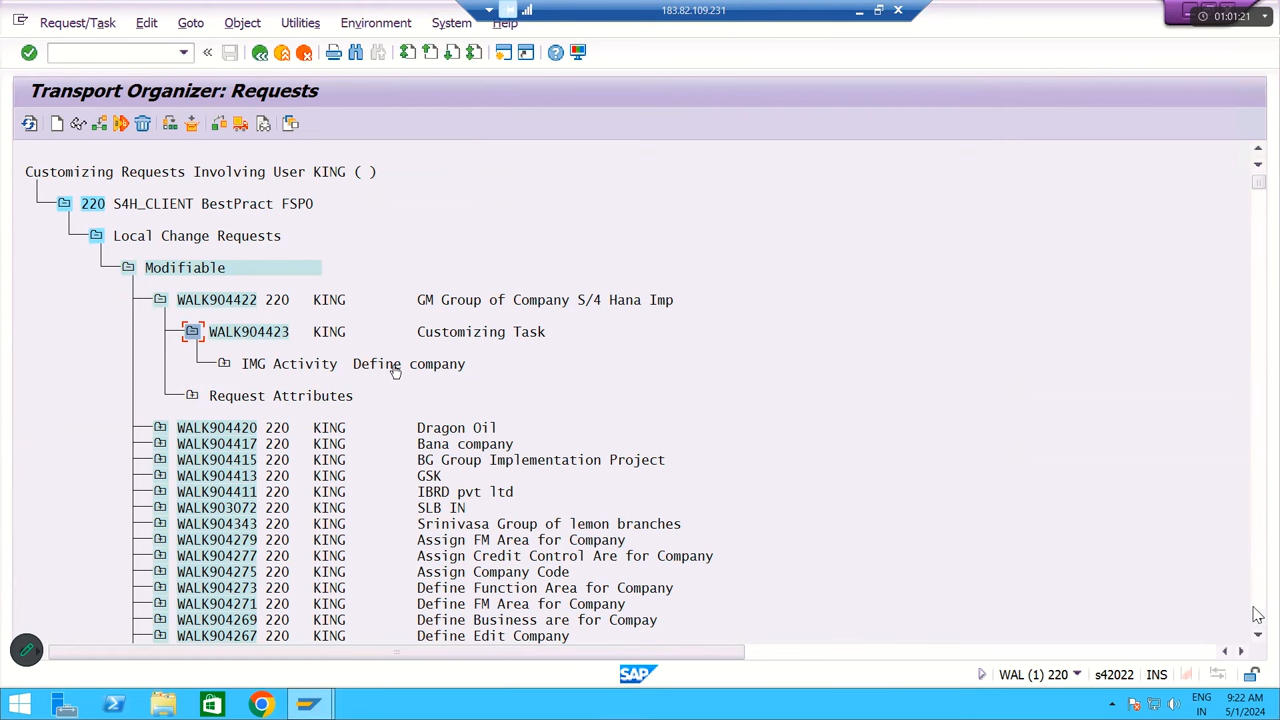 183.82.109.231
01:01:21
Request/Task Edit Goto Object Utilities Environment System Help
Transport Organizer: Requests
Customizing Requests Involving User KING ( )
220 S4H_CLIENT BestPract FSPO
Local Change Requests
Modifiable
WALK904422 220 KING GM Group of Company S/4 Hana Imp
WALK904423 KING Customizing Task
IMG Activity Define company
Request Attributes
WALK904420 220 KING Dragon Oil
WALK904417 220 KING Bana company
WALK904415 220 KING BG Group Implementation Project
WALK904413 220 KING GSK
WALK904411 220 KING IBRD pvt ltd
WALK903072 220 KING SLB IN
WALK904343 220 KING Srinivasa Group of lemon branches
WALK904279 220 KING Assign FM Area for Company
WALK904277 220 KING Assign Credit Control Are for Company
WALK904275 220 KING Assign Company Code
WALK904273 220 KING Define Function Area for Company
WALK904271 220 KING Define FM Area for Company
WALK904269 220 KING Define Business are for Compay
WALK904267 220 KING Define Edit Company
SAP
WAL (1) 220 s42022 INS
ENG 9:22 AM
IN 5/1/2024